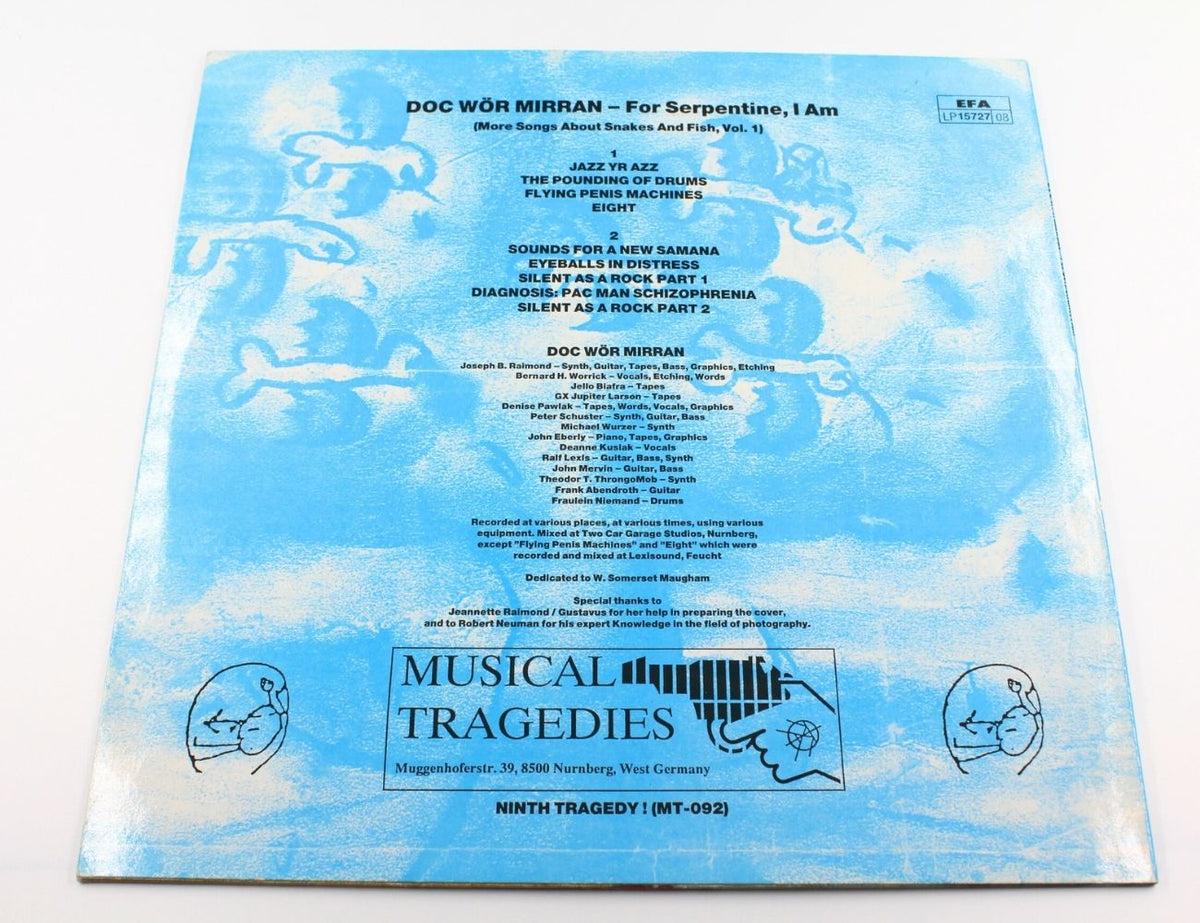 DOC WÖR MIRRAN – For Serpentine, I Am
(More Songs About Snakes And Fish, Vol. 1)
EFA
LP15727 08
1
JAZZ YR AZZ
THE POUNDING OF DRUMS
FLYING PENIS MACHINES
EIGHT
2
SOUNDS FOR A NEW SAMANA
EYEBALLS IN DISTRESS
SILENT AS A ROCK PART 1
DIAGNOSIS: PAC MAN SCHIZOPHRENIA
SILENT AS A ROCK PART 2
DOC WÖR MIRRAN
Joseph B. Raimond – Synth, Guitar, Tapes, Bass, Graphics, Etching
Bernard H. Worrick – Vocals, Etching, Words
Jello Biafra – Tapes
GX Jupiter Larson – Tapes
Denise Pawlak – Tapes, Words, Vocals, Graphics
Peter Schuster – Synth, Guitar, Bass
Michael Wurzer – Synth
John Eberly – Piano, Tapes, Graphics
Deanne Kusiak – Vocals
Ralf Lexis – Guitar, Bass, Synth
John Mervin – Guitar, Bass
Theodor T. ThrongoMob – Synth
Frank Abendroth – Guitar
Fraulein Niemand – Drums
Recorded at various places, at various times, using various
equipment. Mixed at Two Car Garage Studios, Nurnberg,
except "Flying Penis Machines" and "Eight" which were
recorded and mixed at Lexisound, Feucht
Dedicated to W. Somerset Maugham
Special thanks to
Jeannette Raimond / Gustavus for her help in preparing the cover,
and to Robert Neuman for his expert Knowledge in the field of photography.
MUSICAL
TRAGEDIES
Muggenhoferstr. 39, 8500 Nurnberg, West Germany
NINTH TRAGEDY ! (MT-092)